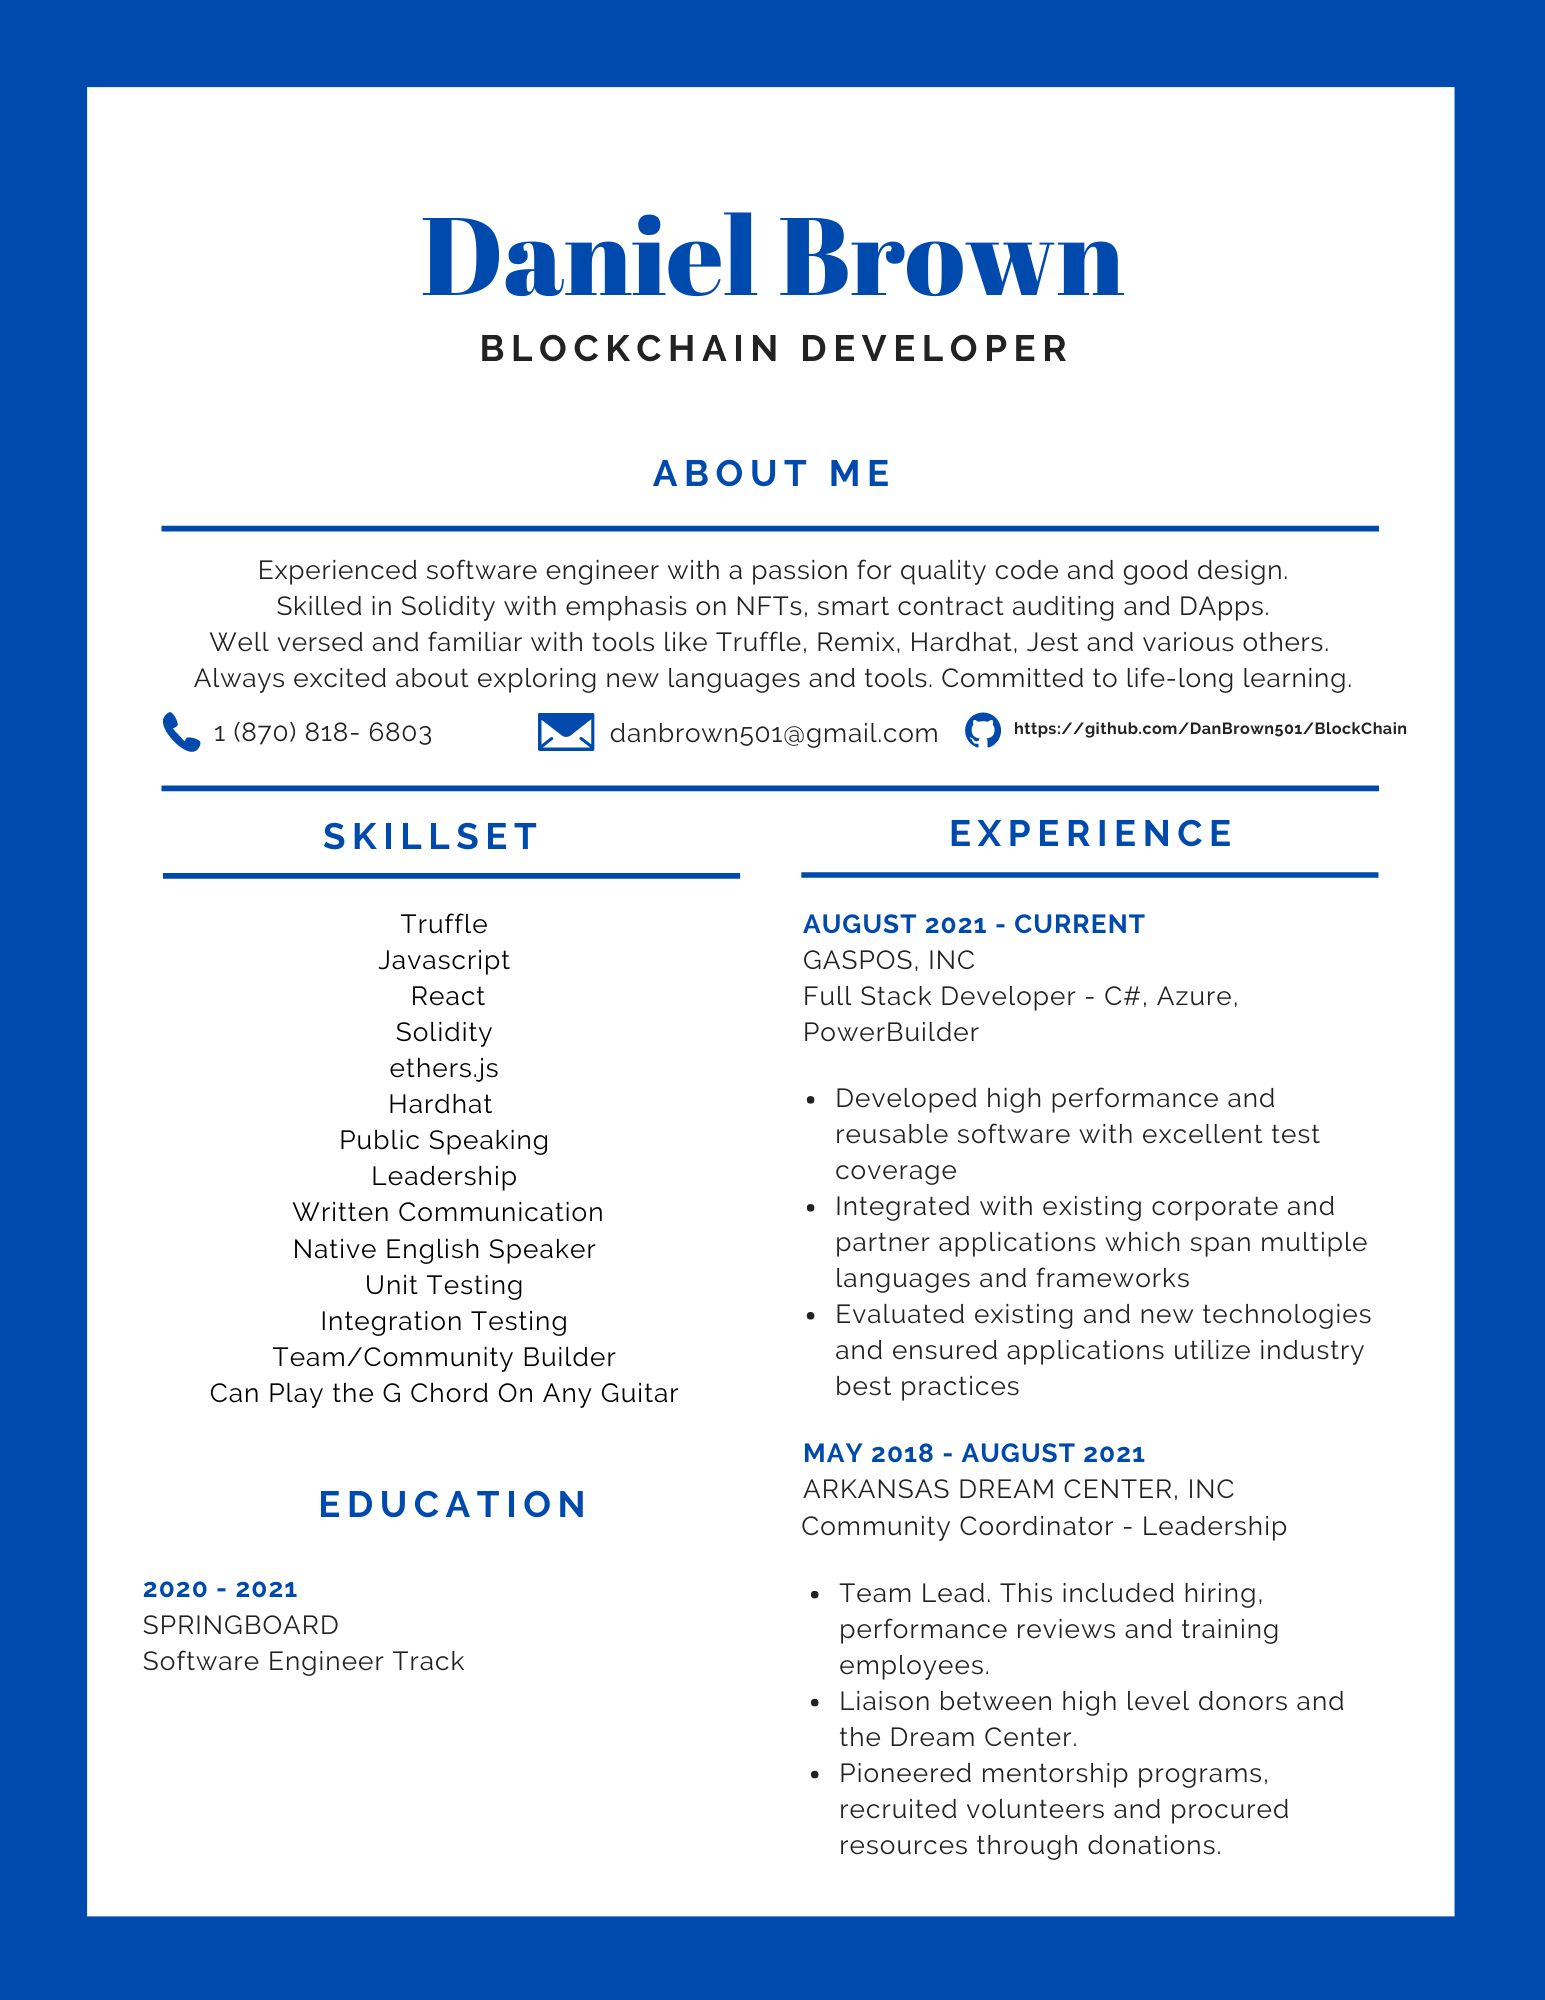 Daniel Brown
BLOCKCHAIN DEVELOPER
ABOUT ME
Experienced software engineer with a passion for quality code and good design.
Skilled in Solidity with emphasis on NFTs, smart contract auditing and DApps.
Well versed and familiar with tools like Truffle, Remix, Hardhat, Jest and various others.
Always excited about exploring new languages and tools. Committed to life-long learning.
1 (870) 818- 6803
danbrown501@gmail.com
https://github.com/DanBrown501/BlockChain
SKILLSET
Truffle
Javascript
React
Solidity
ethers.js
Hardhat
Public Speaking
Leadership
Written Communication
Native English Speaker
Unit Testing
Integration Testing
Team/Community Builder
Can Play the G Chord On Any Guitar
EDUCATION
2020 - 2021
SPRINGBOARD
Software Engineer Track
EXPERIENCE
AUGUST 2021 - CURRENT
GASPOS, INC
Full Stack Developer - C#, Azure,
PowerBuilder
• Developed high performance and
reusable software with excellent test
coverage
• Integrated with existing corporate and
partner applications which span multiple
languages and frameworks
• Evaluated existing and new technologies
and ensured applications utilize industry
best practices
MAY 2018 - AUGUST 2021
ARKANSAS DREAM CENTER, INC
Community Coordinator - Leadership
• Team Lead. This included hiring,
performance reviews and training
employees.
• Liaison between high level donors and
the Dream Center.
• Pioneered mentorship programs,
recruited volunteers and procured
resources through donations.